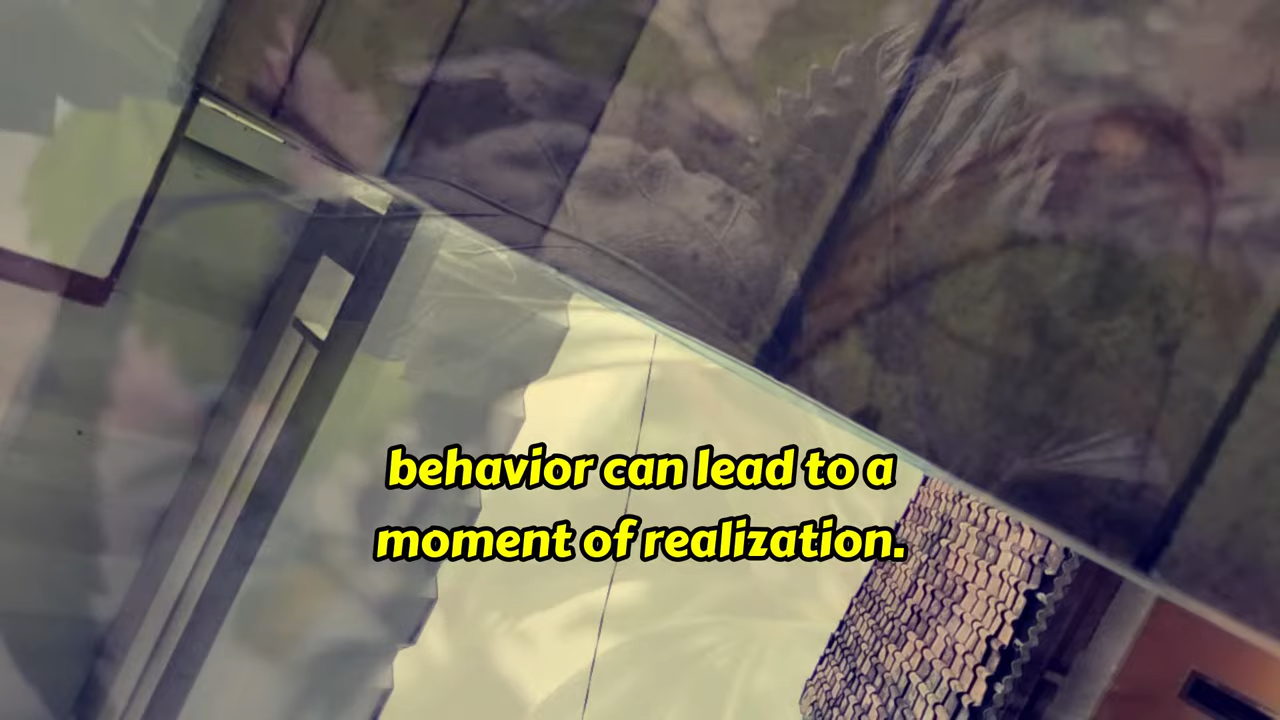 behavior can lead to a
moment of realization.